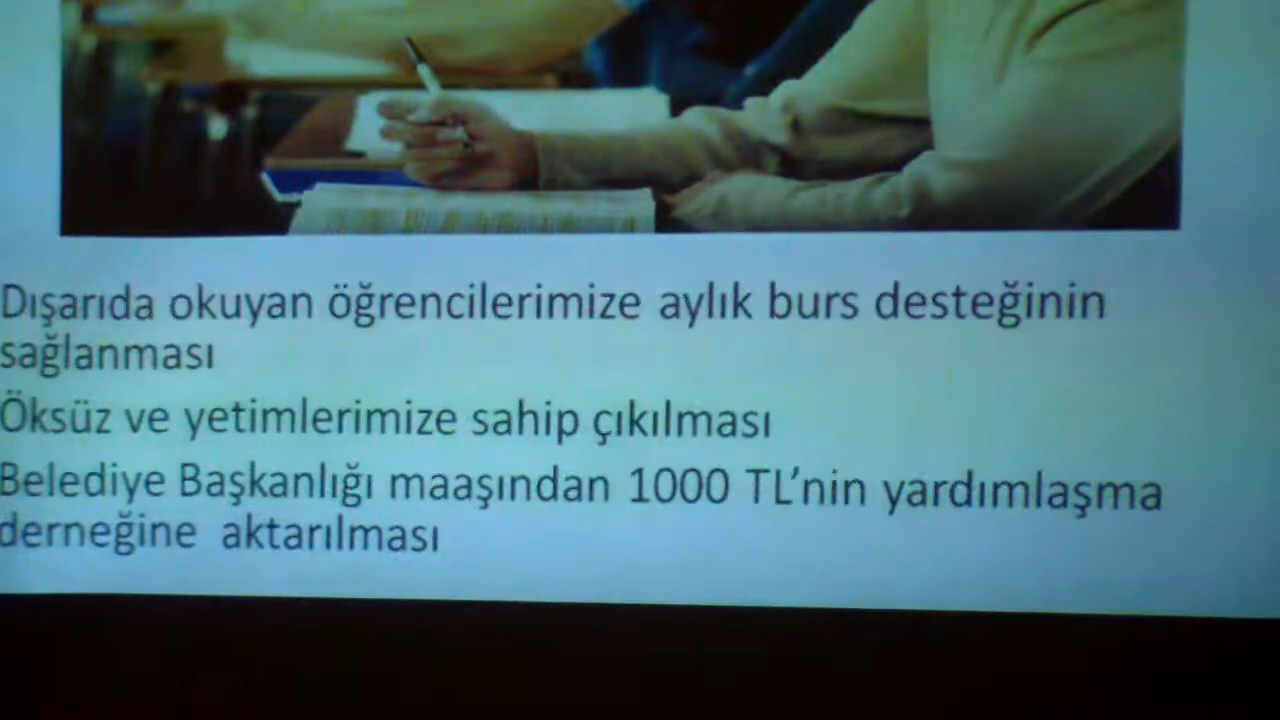 Dışarıda okuyan öğrencilerimize aylık burs desteğinin
sağlanması
Öksüz ve yetimlerimize sahip çıkılması
Belediye Başkanlığı maaşından 1000 TL’nin yardımlaşma
derneğine aktarılması